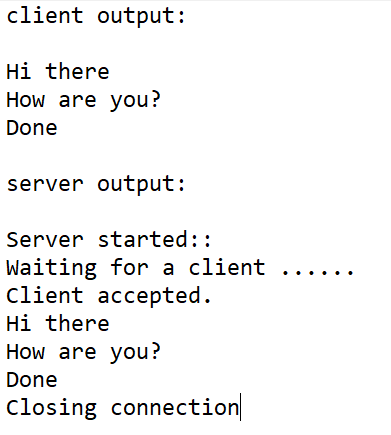 client output:
Hi there
How are you?
Done
server output:
Server started::
Waiting for a client ......
Client accepted.
Hi there
How are you?
Done
Closing connection